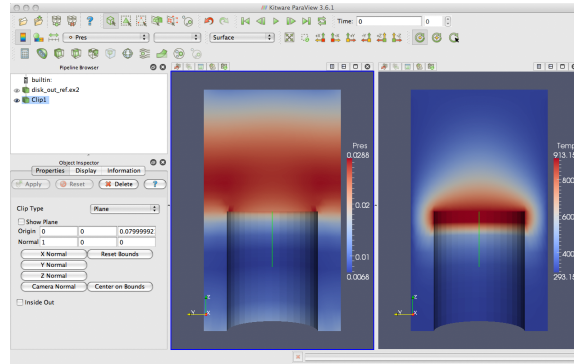 Kitware ParaView 3.6.1
Time: 0 0
Pres Surface
Pipeline Browser
builtin:
disk_out_ref.ex2
Clip1
Object Inspector
Properties Display Information
Apply Reset Delete ?
Clip Type Plane
Show Plane
Origin 0 0 0.07999992
Normal 1 0 0
X Normal Reset Bounds
Y Normal
Z Normal
Camera Normal Center on Bounds
Inside Out
Pres
0.0288
0.02
0.01
0.0068
Z
Y X
Temp
913.15
800
600
400
293.15
Z
Y X